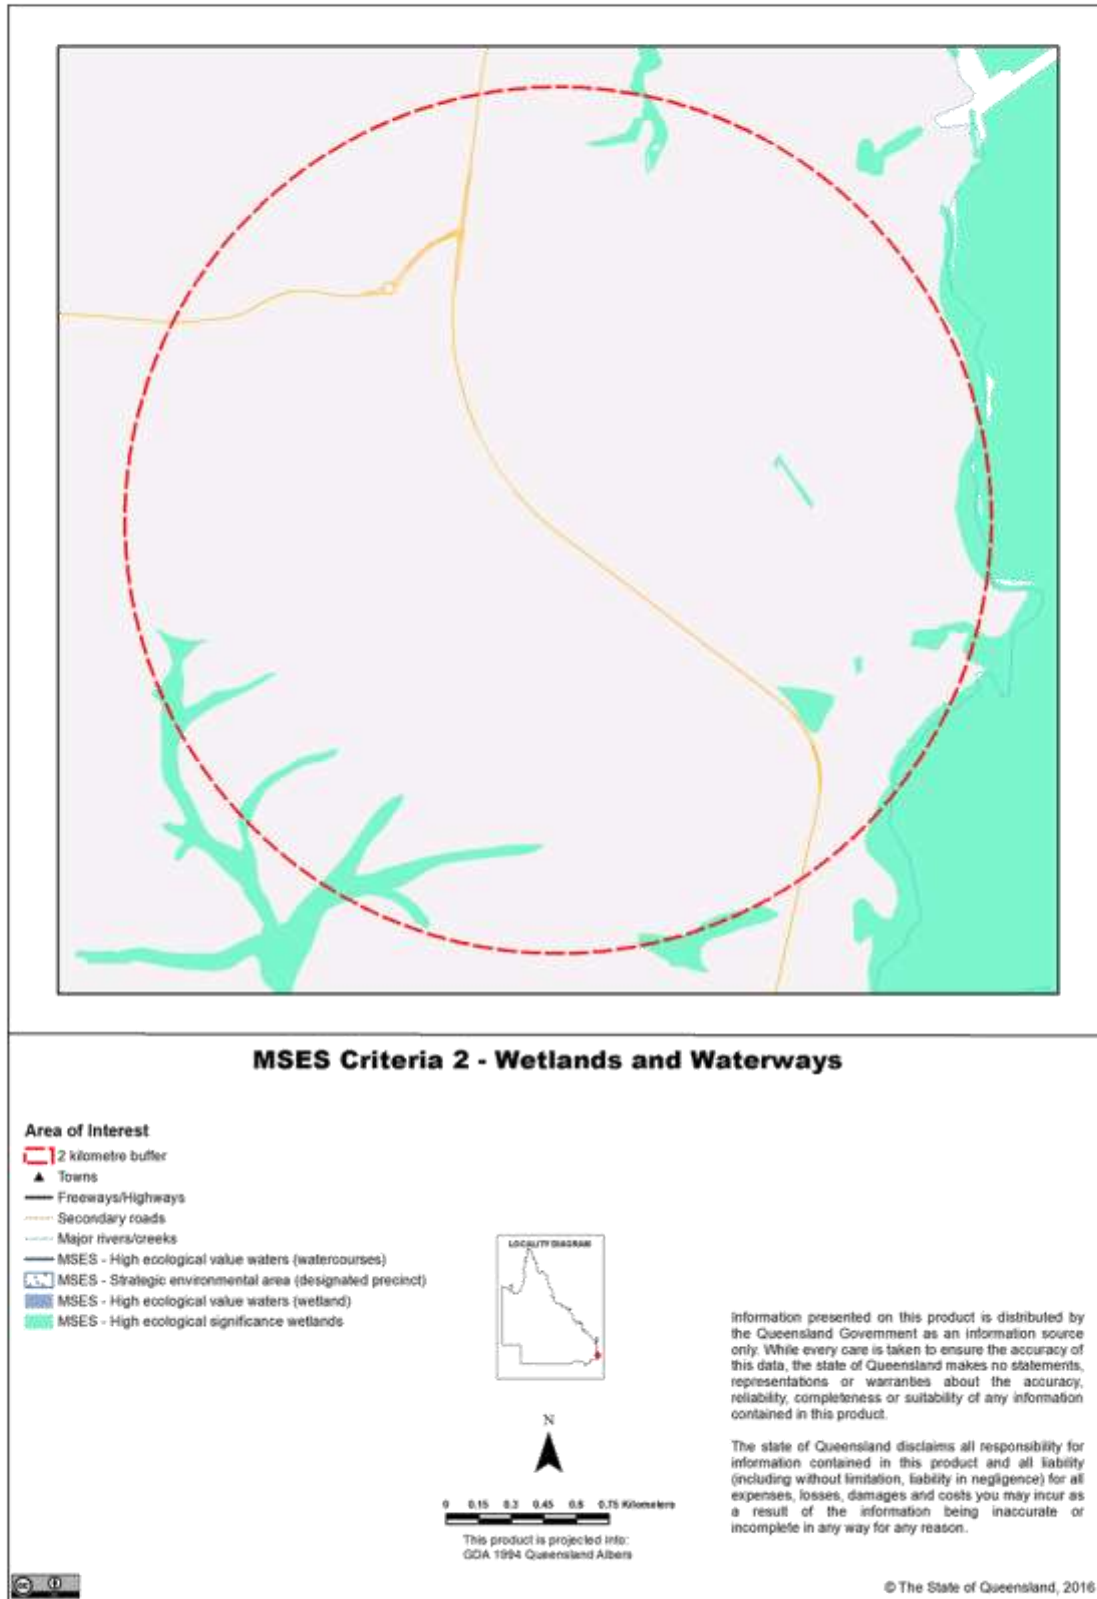 MSES Criteria 2 - Wetlands and Waterways
Area of Interest
2 kilometre buffer
Towns
Freeways/Highways
Secondary roads
Major rivers/creeks
MSES - High ecological value waters (watercourses)
MSES - Strategic environmental area (designated precinct)
MSES - High ecological value waters (wetland)
MSES - High ecological significance wetlands
LOCALITY DIAGRAM
N
0 0.15 0.3 0.45 0.6 0.75 Kilometers
This product is projected into:
GDA 1994 Queensland Albers
Information presented on this product is distributed by
the Queensland Government as an information source
only. While every care is taken to ensure the accuracy of
this data, the state of Queensland makes no statements,
representations or warranties about the accuracy,
reliability, completeness or suitability of any information
contained in this product.
The state of Queensland disclaims all responsibility for
information contained in this product and all liability
(including without limitation, liability in negligence) for all
expenses, losses, damages and costs you may incur as
a result of the information being inaccurate or
incomplete in any way for any reason.
cc
© The State of Queensland, 2016